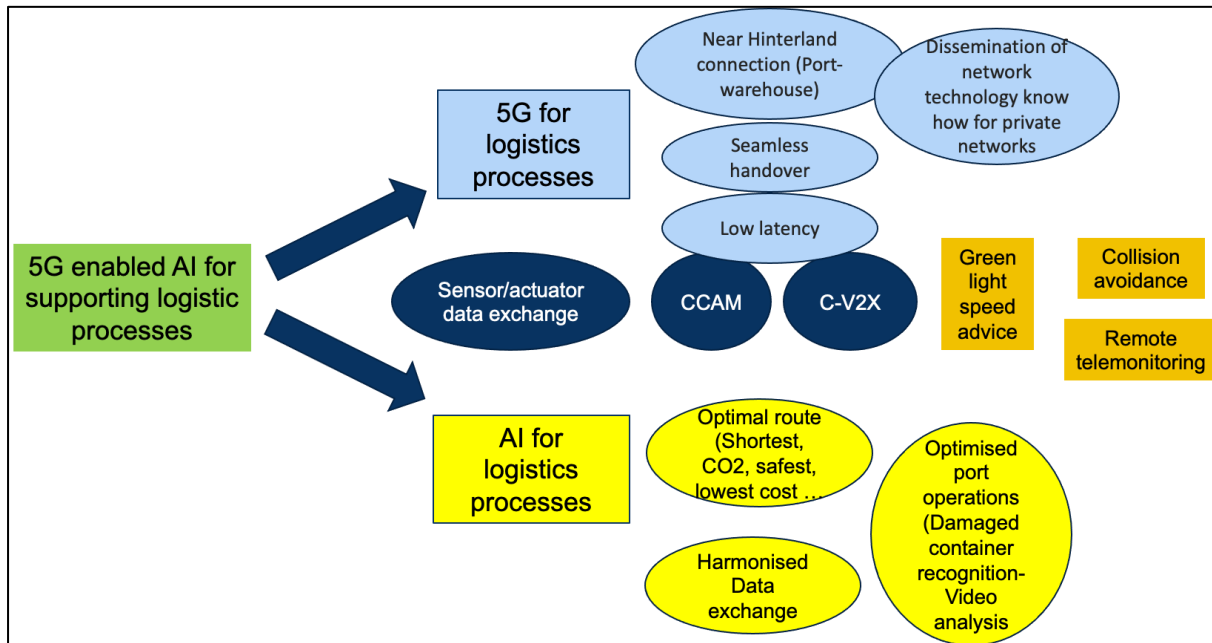 Near Hinterland
connection (Port-
warehouse)
Dissemination of
network
technology know
how for private
networks
5G for
logistics
processes
Seamless
handover
Low latency
5G enabled AI for
supporting logistic
processes
Sensor/actuator
data exchange
CCAM
C-V2X
Green
light
speed
advice
Collision
avoidance
Remote
telemonitoring
AI for
logistics
processes
Optimal route
(Shortest,
CO2, safest,
lowest cost ...
Optimised
port
operations
(Damaged
container
recognition-
Video
analysis
Harmonised
Data
exchange